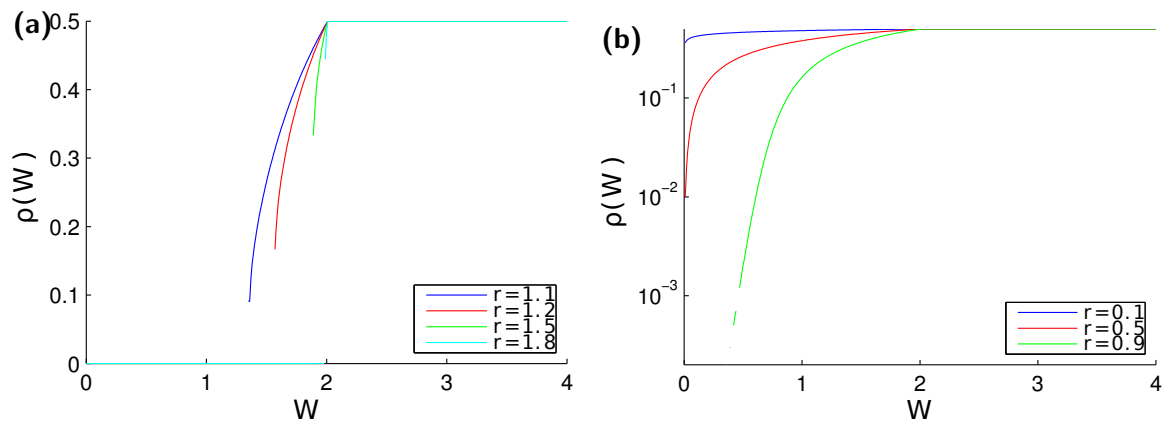 (a)
0.5
0.4
0.3
0.2
0.1
0
ρ(W)
0 1 2 3 4
W
r=1.1
r=1.2
r=1.5
r=1.8
(b)
10⁻¹
10⁻²
10⁻³
ρ(W)
0 1 2 3 4
W
r=0.1
r=0.5
r=0.9